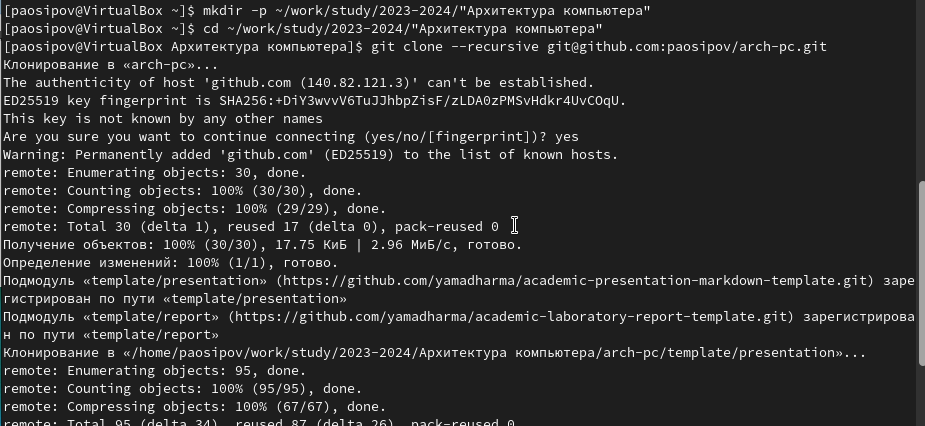 [paosipov@VirtualBox ~]$ mkdir -p ~/work/study/2023-2024/"Архитектура компьютера"
[paosipov@VirtualBox ~]$ cd ~/work/study/2023-2024/"Архитектура компьютера"
[paosipov@VirtualBox Архитектура компьютера]$ git clone --recursive git@github.com:paosipov/arch-pc.git
Клонирование в «arch-pc»...
The authenticity of host 'github.com (140.82.121.3)' can't be established.
ED25519 key fingerprint is SHA256:+DiY3wvvV6TuJJhbpZisF/zLDA0zPMSvHdkr4UvCOqU.
This key is not known by any other names
Are you sure you want to continue connecting (yes/no/[fingerprint])? yes
Warning: Permanently added 'github.com' (ED25519) to the list of known hosts.
remote: Enumerating objects: 30, done.
remote: Counting objects: 100% (30/30), done.
remote: Compressing objects: 100% (29/29), done.
remote: Total 30 (delta 1), reused 17 (delta 0), pack-reused 0
Получение объектов: 100% (30/30), 17.75 КиБ | 2.96 МиБ/с, готово.
Определение изменений: 100% (1/1), готово.
Подмодуль «template/presentation» (https://github.com/yamadharma/academic-presentation-markdown-template.git) заре
гистрирован по пути «template/presentation»
Подмодуль «template/report» (https://github.com/yamadharma/academic-laboratory-report-template.git) зарегистрирова
н по пути «template/report»
Клонирование в «/home/paosipov/work/study/2023-2024/Архитектура компьютера/arch-pc/template/presentation»...
remote: Enumerating objects: 95, done.
remote: Counting objects: 100% (95/95), done.
remote: Compressing objects: 100% (67/67), done.
remote: Total 95 (delta 34), reused 87 (delta 26), pack-reused 0